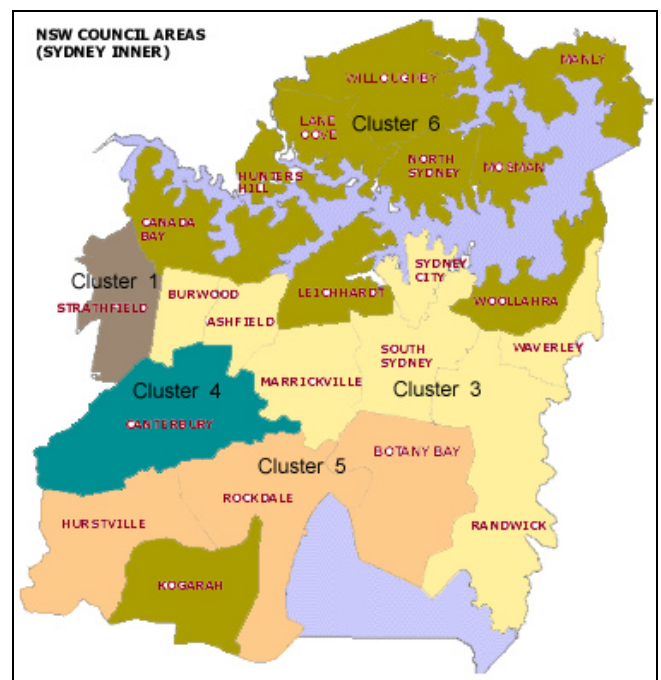 NSW COUNCIL AREAS
(SYDNEY INNER)
MANLY
WILLOUGHBY
LANE
COVE
Cluster 6
NORTH
SYDNEY
MOSMAN
HUNTERS
HILL
CANADA
BAY
SYDNEY
CITY
Cluster 1
STRATHFIELD
BURWOOD
LEICHHARDT
WOOLLAHRA
ASHFIELD
WAVERLEY
SOUTH
SYDNEY
MARRICKVILLE
Cluster 3
Cluster 4
CANTERBURY
BOTANY BAY
Cluster 5
ROCKDALE
HURSTVILLE
RANDWICK
KOGARAH